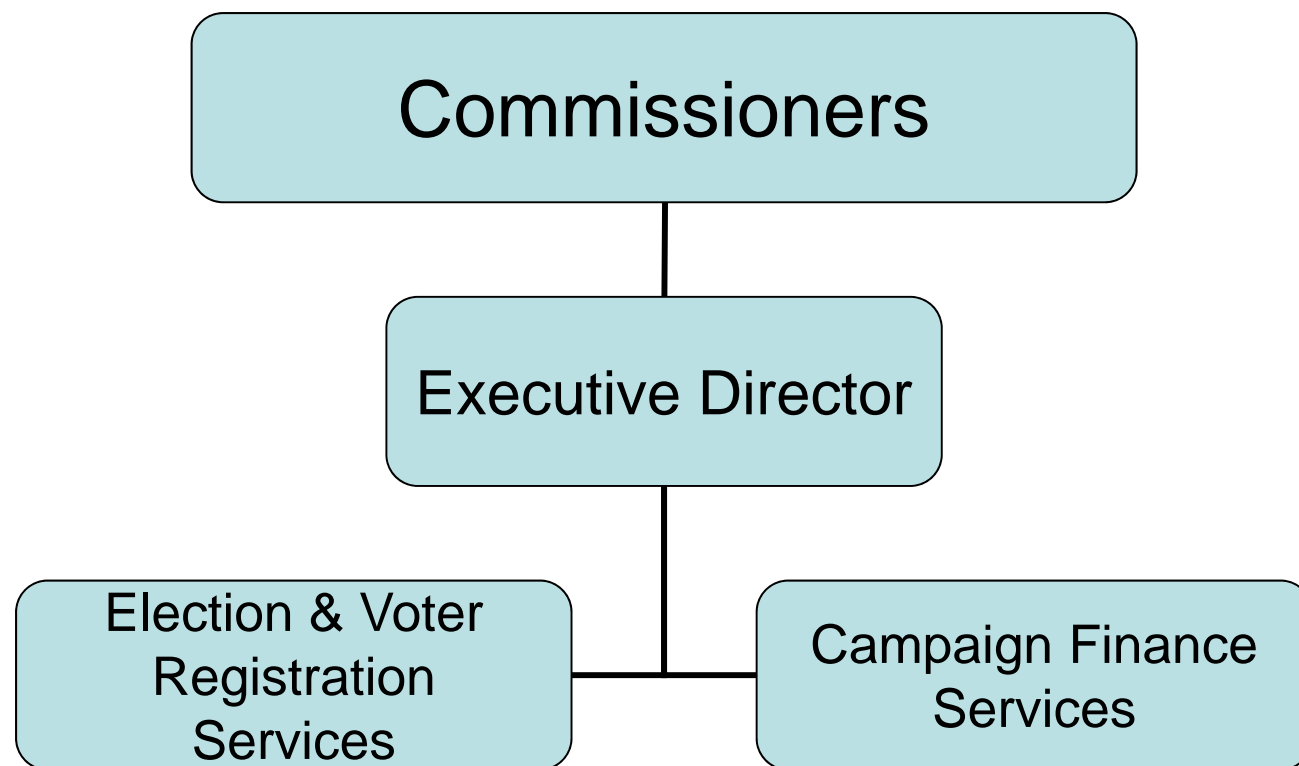 Commissioners
Executive Director
Election & Voter
Registration
Services
Campaign Finance
Services